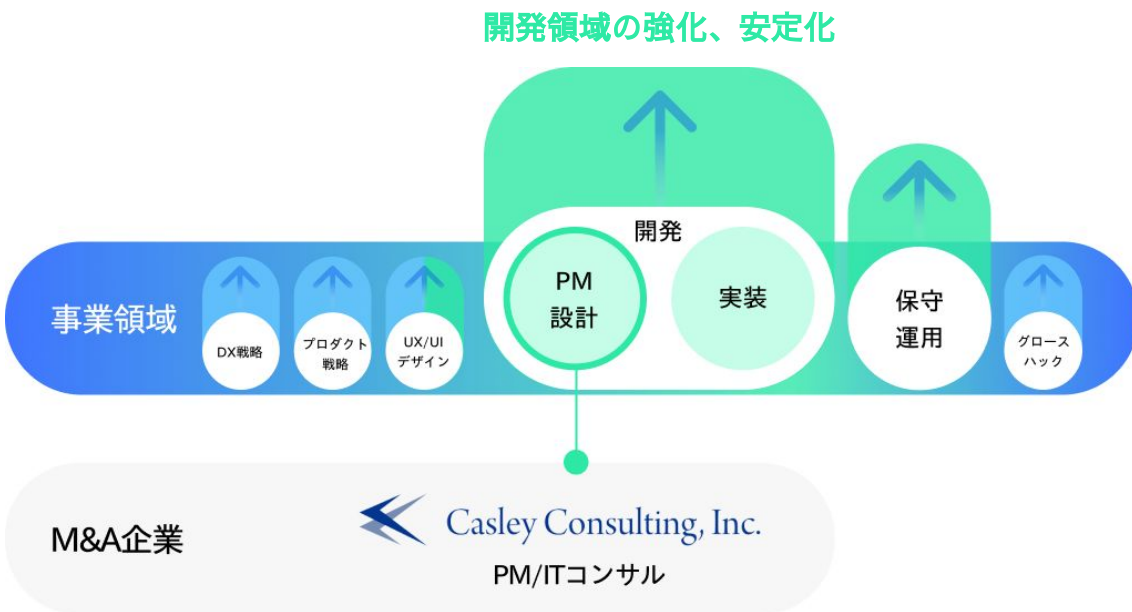 開発領域の強化、安定化
開発
PM
設計
実装
保守
運用
事業領域
DX戦略
プロダクト
戦略
UX/UI
デザイン
グロース
ハック
M&A企業
Casley Consulting, Inc.
PM/ITコンサル